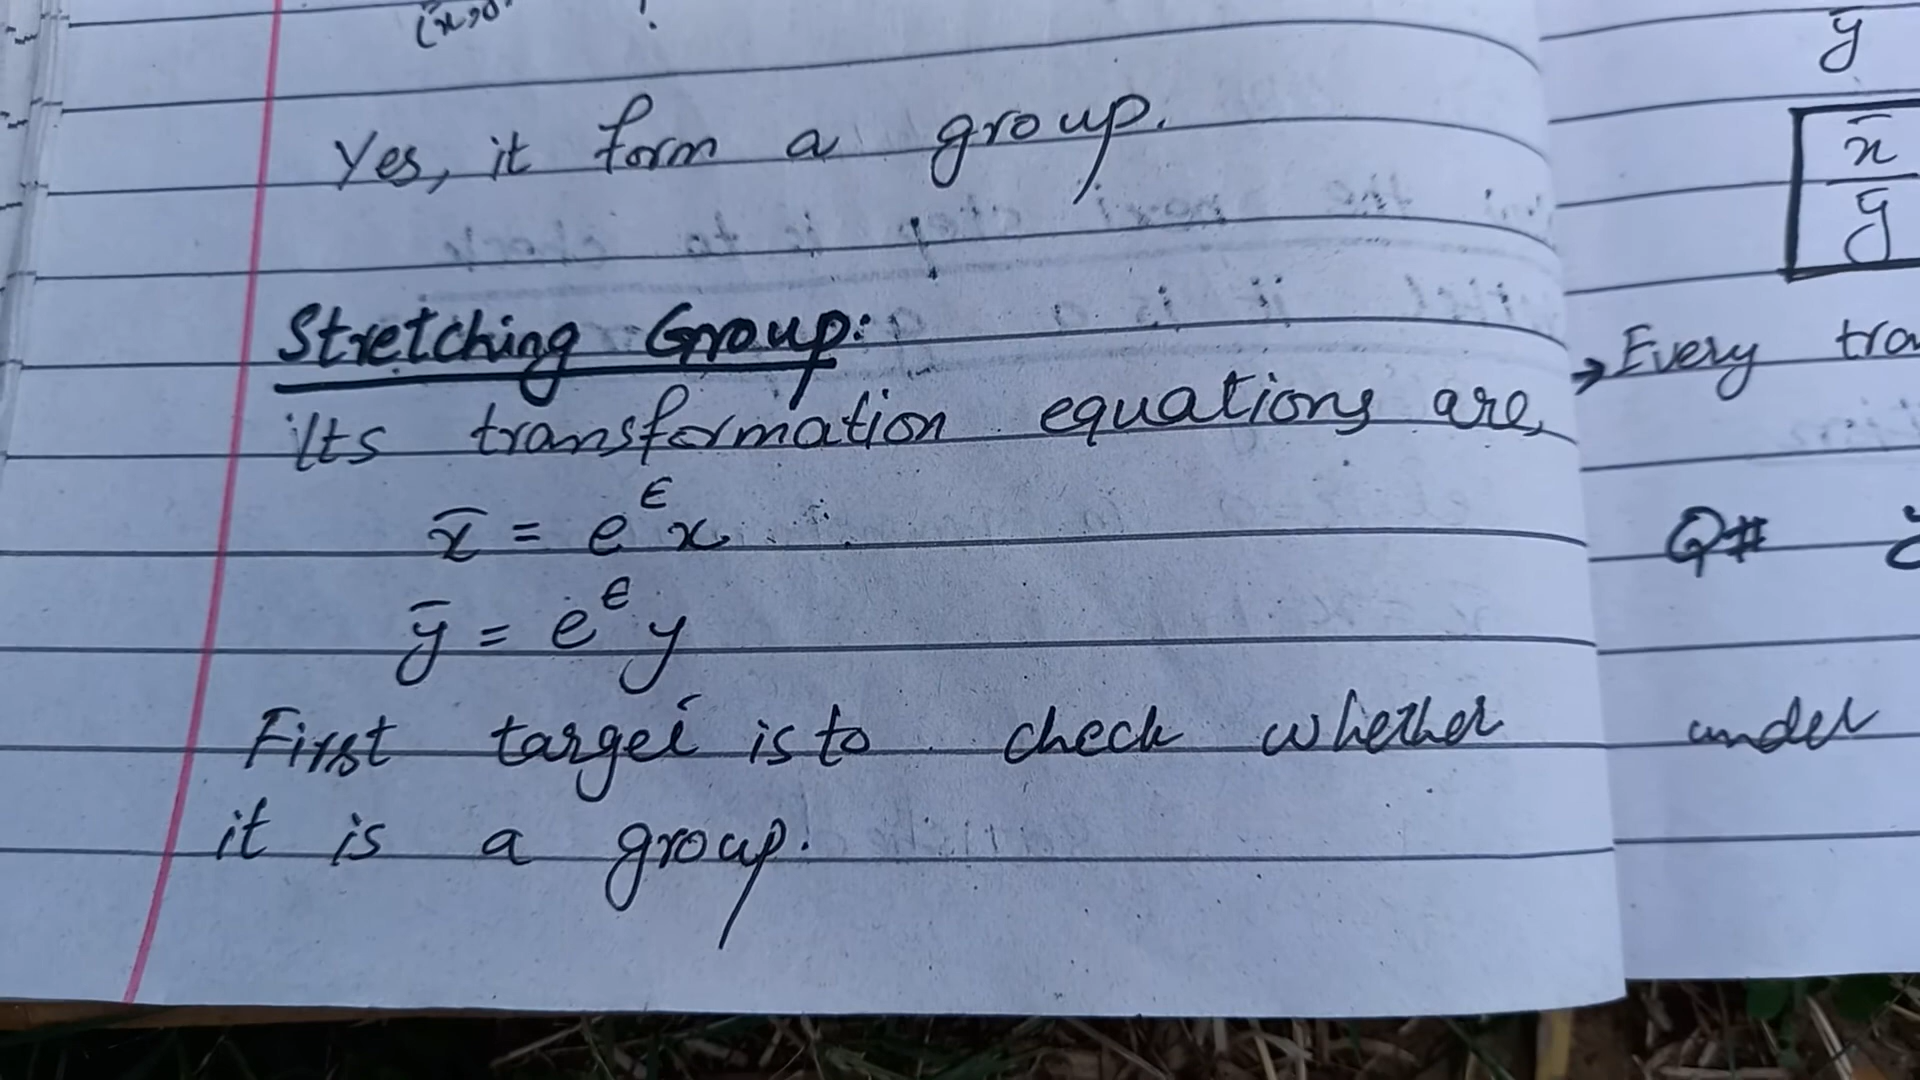 Yes, it form a group.
Stretching Group:
Its transformation equations are,
x̄ = e^ϵ x
ȳ = e^ϵ y
First target is to check whether
it is a group.
ȳ
x̄
ȳ
→ Every
Q#
under